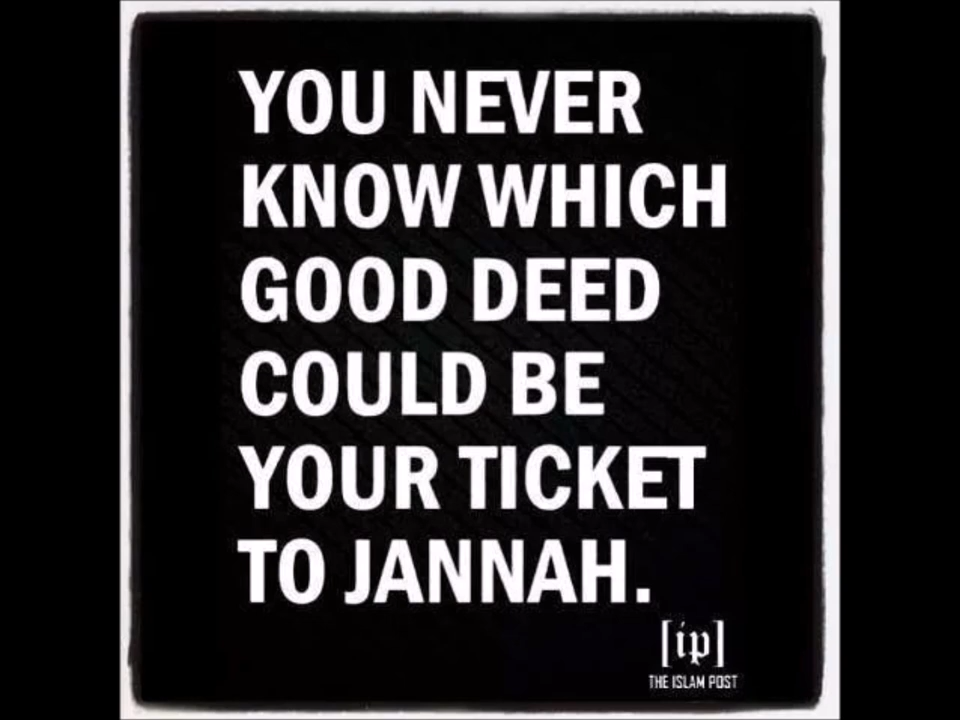 YOU NEVER
KNOW WHICH
GOOD DEED
COULD BE
YOUR TICKET
TO JANNAH.
[ip]
THE ISLAM POST